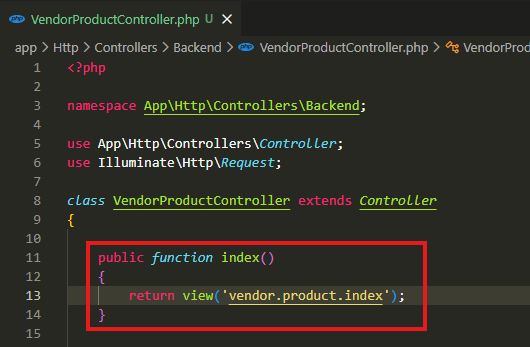 VendorProductController.php U
app > Http > Controllers > Backend > VendorProductController.php > VendorProd
1 <?php
2
3 namespace App\Http\Controllers\Backend;
4
5 use App\Http\Controllers\Controller;
6 use Illuminate\Http\Request;
7
8 class VendorProductController extends Controller
9 {
10
11 public function index()
12 {
13 return view('vendor.product.index');
14 }
15